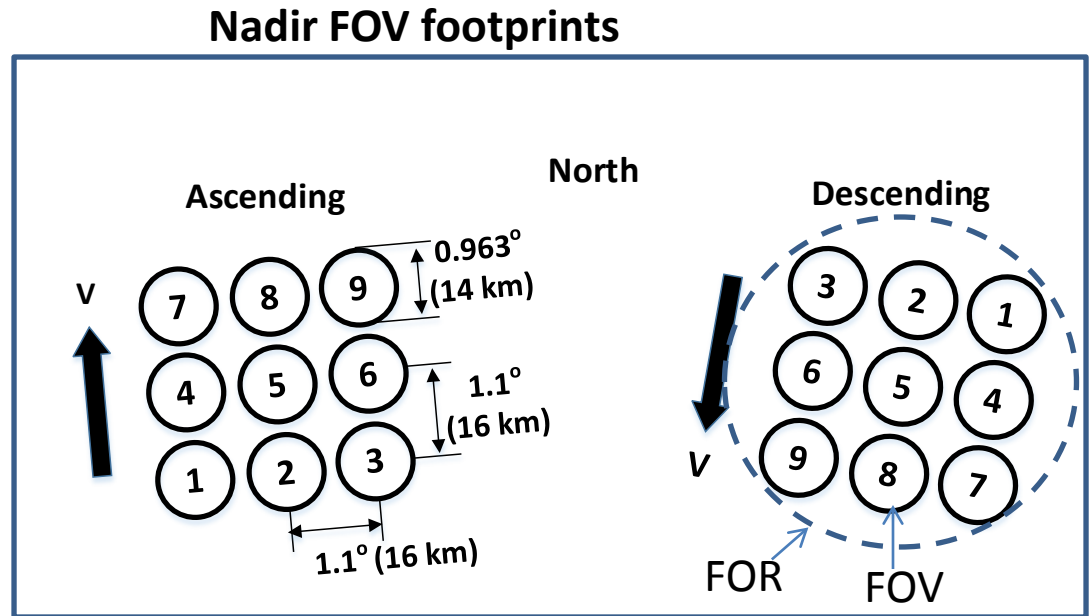 Nadir FOV footprints
North
Ascending
Descending
V
7 8 9
4 5 6
1 2 3
0.963°
(14 km)
1.1°
(16 km)
1.1° (16 km)
3 2 1
6 5 4
9 8 7
V
FOR
FOV